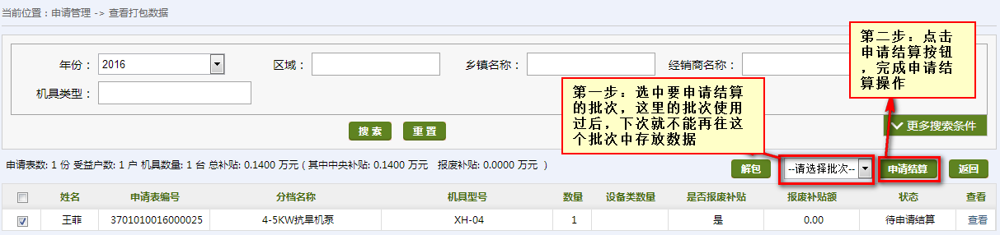 当前位置：申请管理 -> 查看打包数据
第二步：点击
申请结算按钮
，完成申请结
算操作
年份： 2016 区域： 乡镇名称： 经销商名称：
机具类型：
第一步：选中要申请结算
的批次，这里的批次使用
过后，下次就不能再往这
个批次中存放数据
搜 索 重 置 更多搜索条件
申请表数: 1 份 受益户数: 1 户 机具数量: 1 台 总补贴: 0.1400 万元 ( 其中中央补贴: 0.1400 万元 报废补贴: 0.0000 万元 )
解包 --请选择批次-- 申请结算 返回
姓名 申请表编号 分档名称 机具型号 数量 设备类数量 是否报废补贴 报废补贴额 状态 查看
王菲 3701010016000025 4-5KW抗旱机泵 XH-04 1 是 0.00 待申请结算 查看